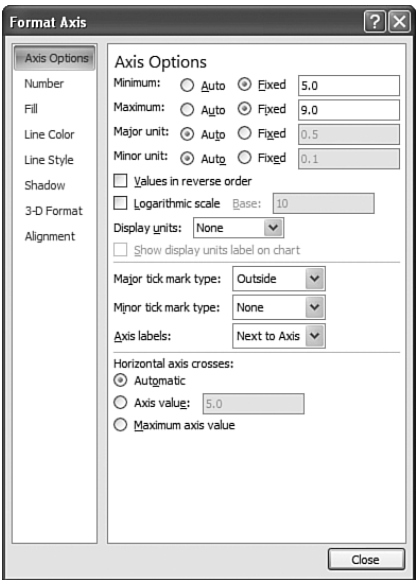 Format Axis
Axis Options
Number
Fill
Line Color
Line Style
Shadow
3-D Format
Alignment
Axis Options
Minimum: Auto Fixed 5.0
Maximum: Auto Fixed 9.0
Major unit: Auto Fixed 0.5
Minor unit: Auto Fixed 0.1
Values in reverse order
Logarithmic scale Base: 10
Display units: None
Show display units label on chart
Major tick mark type: Outside
Minor tick mark type: None
Axis labels: Next to Axis
Horizontal axis crosses:
Automatic
Axis value: 5.0
Maximum axis value
Close